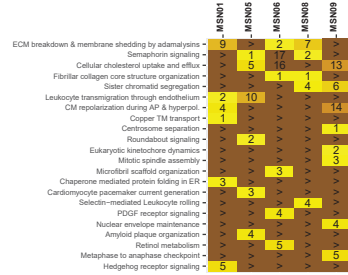 MSN01 MSN05 MSN06 MSN08 MSN09
ECM breakdown & membrane shedding by adamalysins 9 > 2 7 >
Semaphorin signaling > 1 17 2 >
Cellular cholesterol uptake and efflux > 5 16 > 13
Fibrillar collagen core structure organization > > 1 1 >
Sister chromatid segregation > > > 4 6
Leukocyte transmigration through endothelium 2 10 > > >
CM repolarization during AP & hyperpol. 4 > > > 14
Copper TM transport 1 > > > >
Centrosome separation > > > > 1
Roundabout signaling > 2 > > >
Eukaryotic kinetochore dynamics > > > > 2
Mitotic spindle assembly > > > > 3
Microfibril scaffold organization > > 3 > >
Chaperone mediated protein folding in ER 3 > > > >
Cardiomyocyte pacemaker current generation > 3 > > >
Selectin-mediated Leukocyte rolling > > > 4 >
PDGF receptor signaling > > 4 > >
Nuclear envelope maintenance > > > > 4
Amyloid plaque organization > 4 > > >
Retinol metabolism > > 5 > >
Metaphase to anaphase checkpoint > > > > 5
Hedgehog receptor signaling 5 > > > >